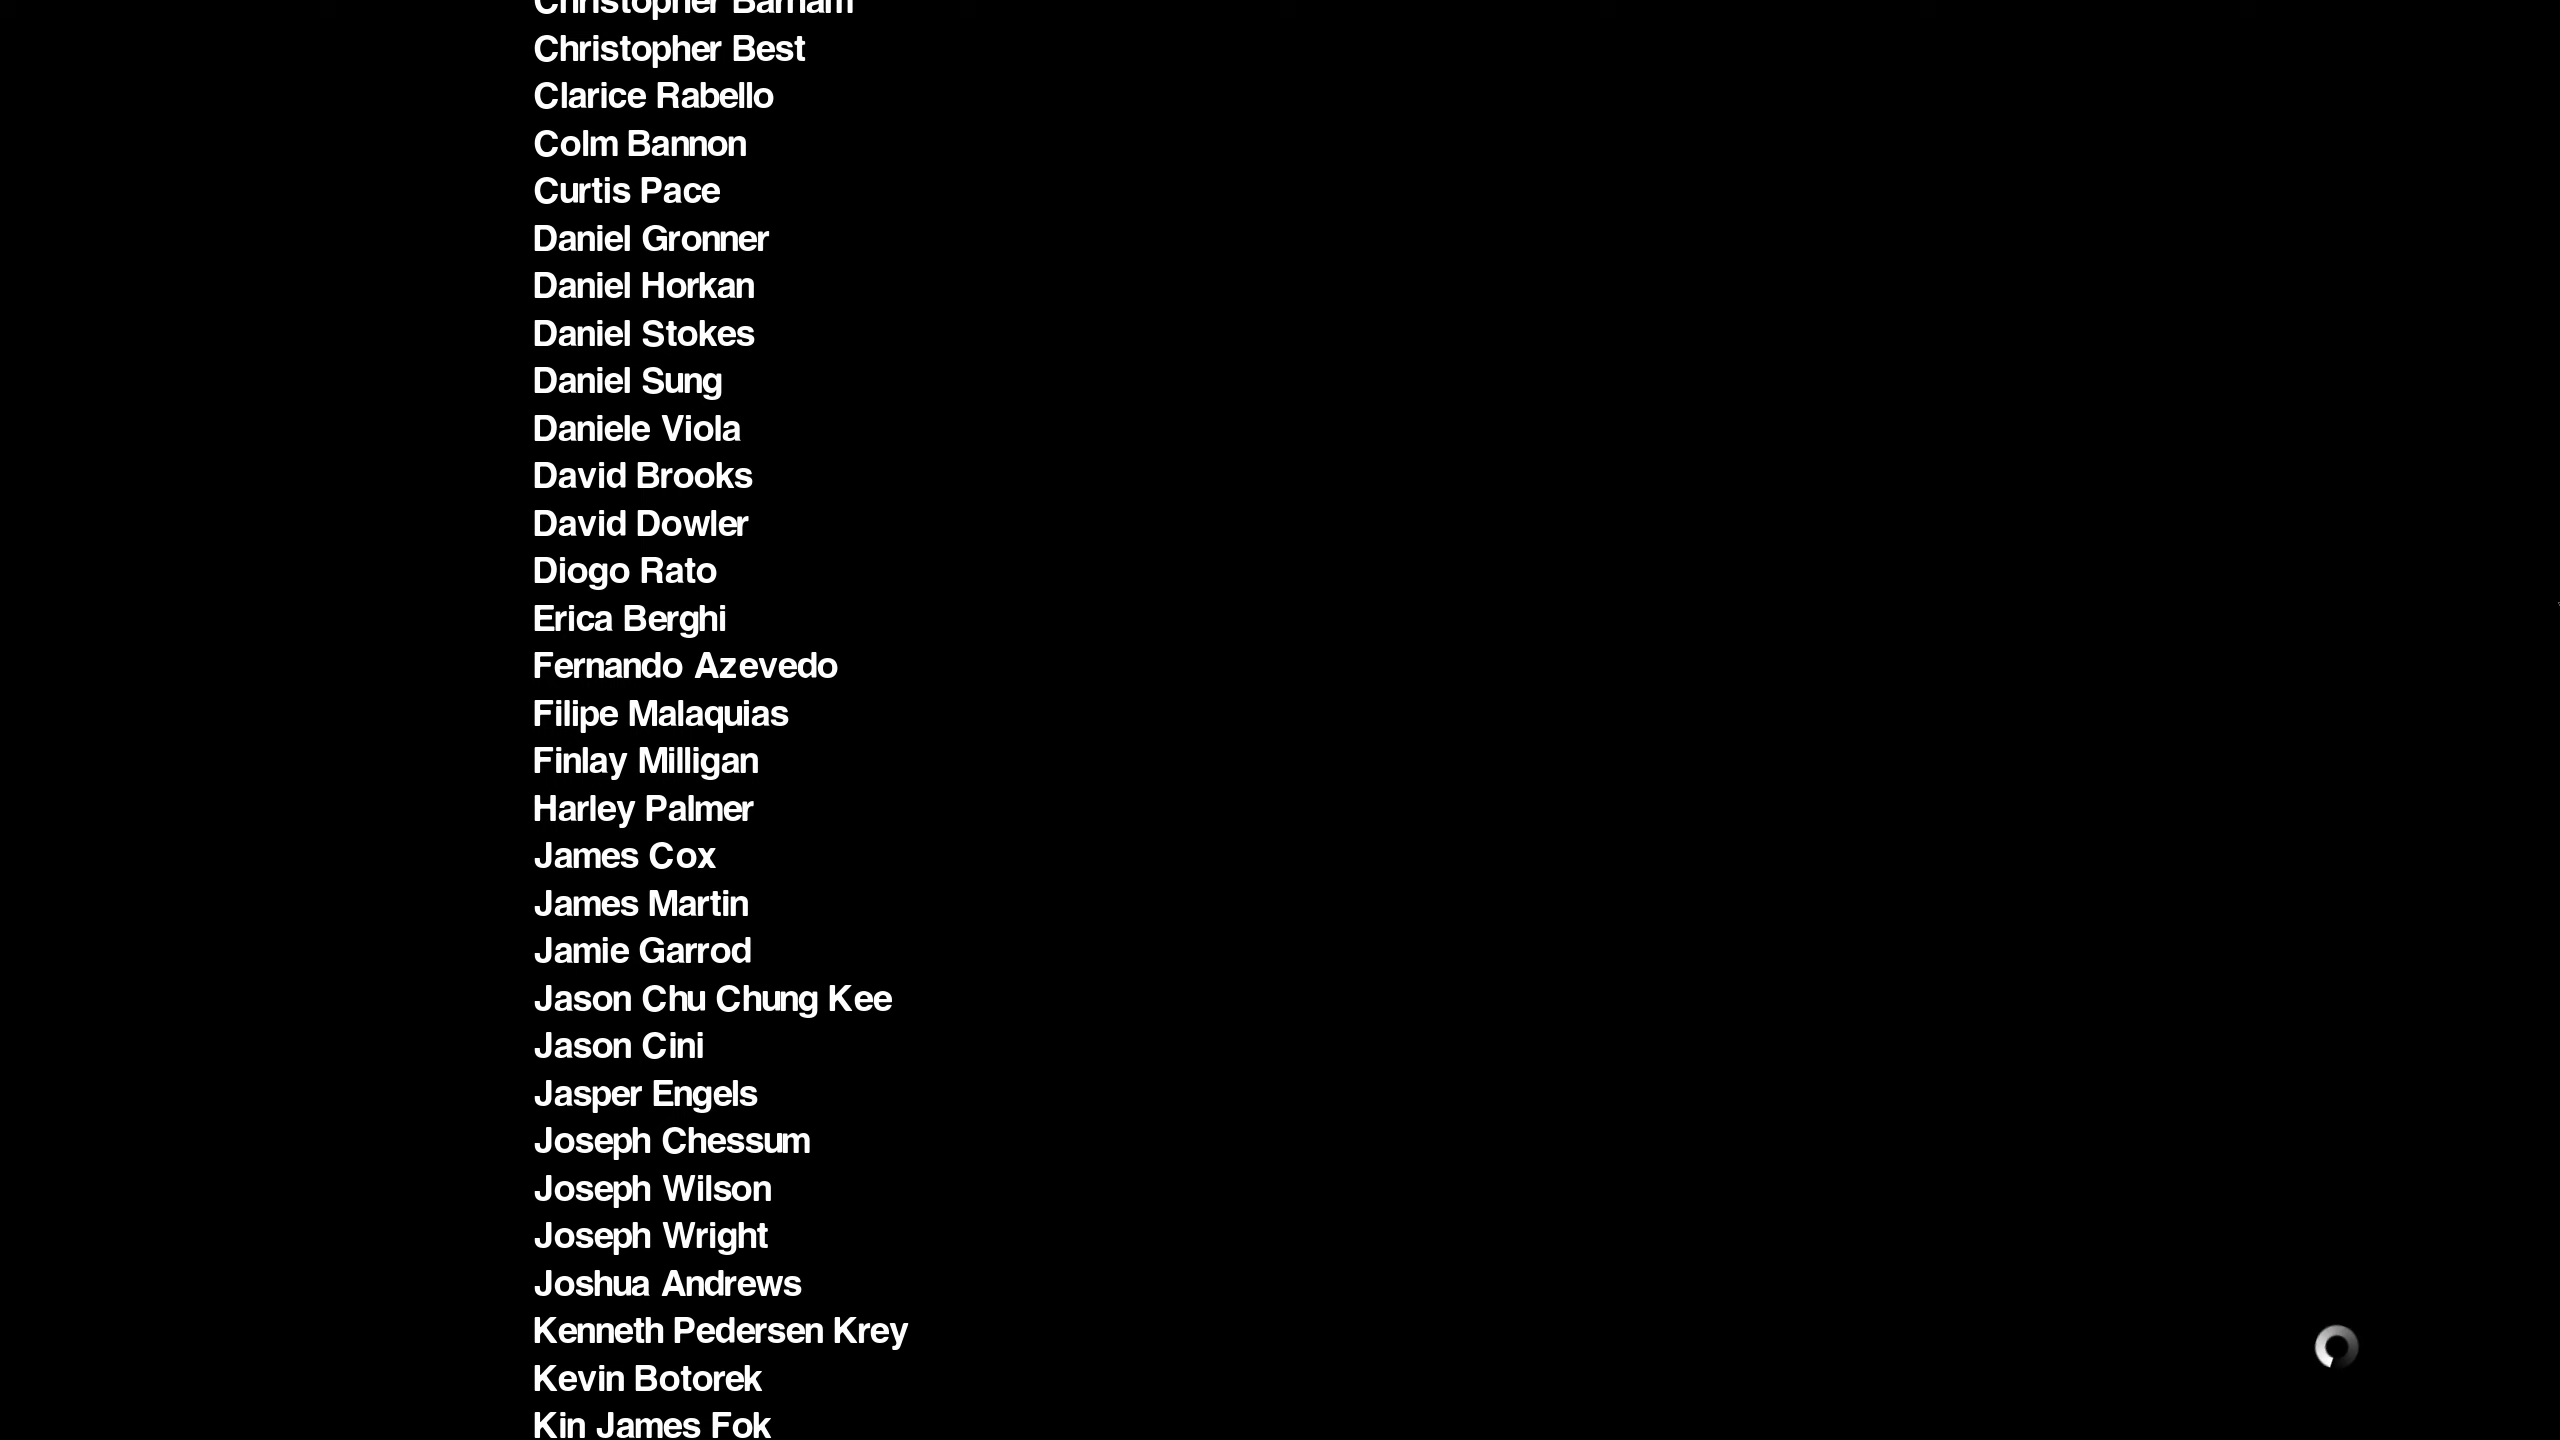 Christopher Barham
Christopher Best
Clarice Rabello
Colm Bannon
Curtis Pace
Daniel Gronner
Daniel Horkan
Daniel Stokes
Daniel Sung
Daniele Viola
David Brooks
David Dowler
Diogo Rato
Erica Berghi
Fernando Azevedo
Filipe Malaquias
Finlay Milligan
Harley Palmer
James Cox
James Martin
Jamie Garrod
Jason Chu Chung Kee
Jason Cini
Jasper Engels
Joseph Chessum
Joseph Wilson
Joseph Wright
Joshua Andrews
Kenneth Pedersen Krey
Kevin Botorek
Kin James Fok